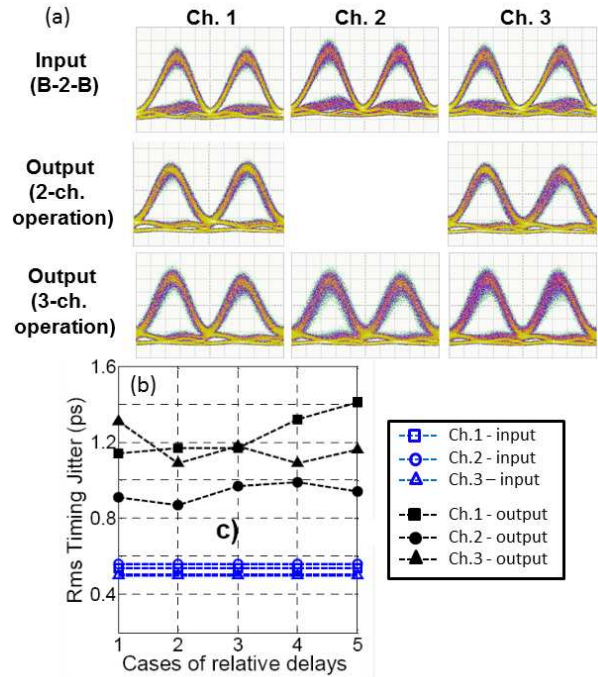 (a)
Ch. 1
Ch. 2
Ch. 3
Input
(B-2-B)
Output
(2-ch.
operation)
Output
(3-ch.
operation)
(b)
1.6
1.2
0.8
0.4
Rms Timing Jitter (ps)
c)
1
2
3
4
5
Cases of relative delays
Ch.1 - input
Ch.2 - input
Ch.3 – input
Ch.1 - output
Ch.2 - output
Ch.3 - output